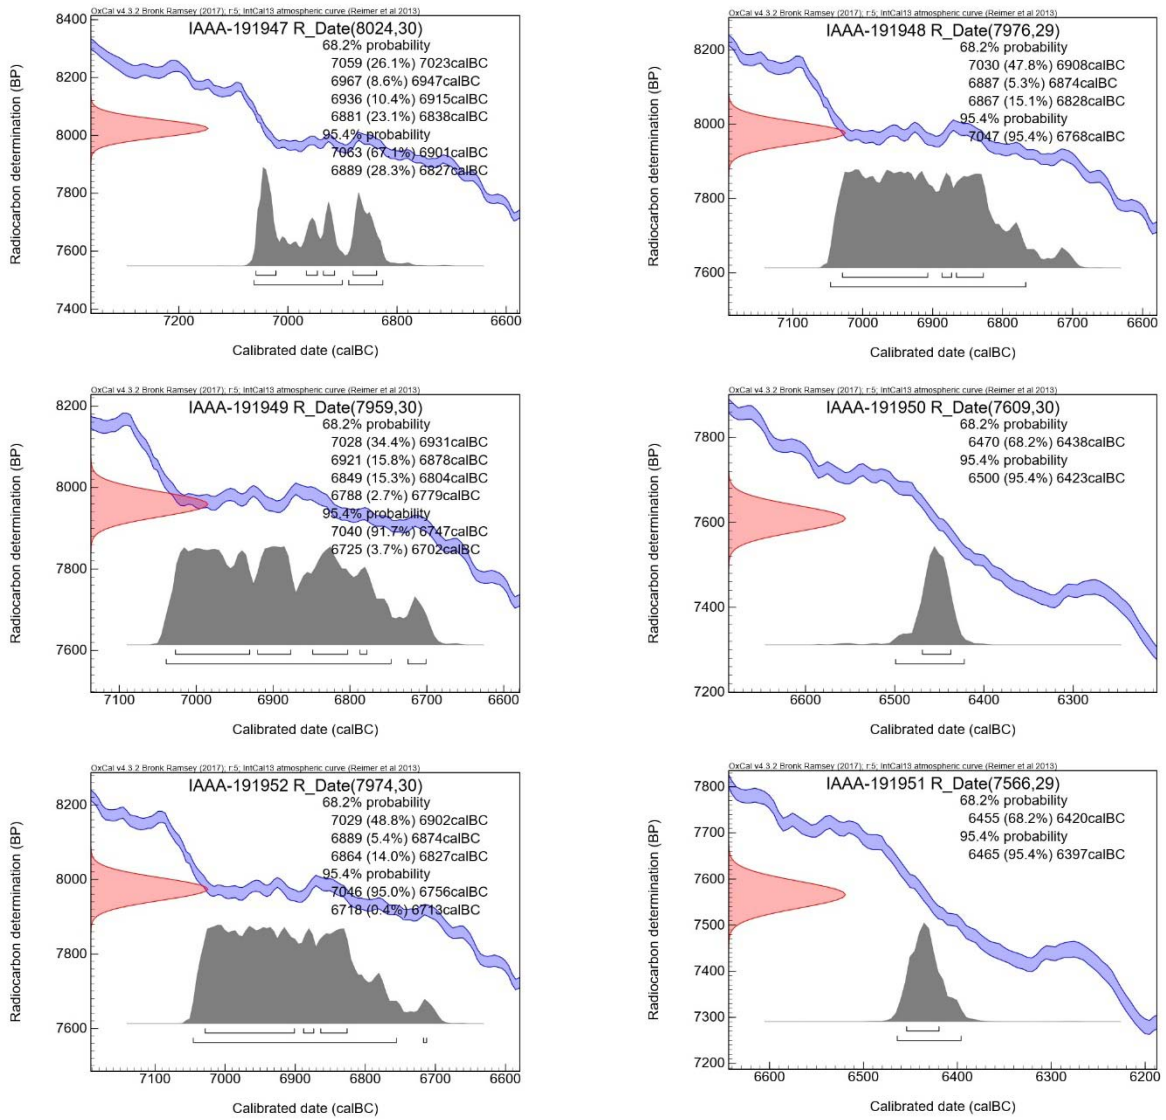 OxCal v4.3.2 Bronk Ramsey (2017); r:5; IntCal13 atmospheric curve (Reimer et al 2013)
IAAA-191947 R_Date(8024,30)
68.2% probability
7059 (26.1%) 7023calBC
6967 (8.6%) 6947calBC
6936 (10.4%) 6915calBC
6881 (23.1%) 6838calBC
95.4% probability
7063 (67.1%) 6901calBC
6889 (28.3%) 6827calBC
Radiocarbon determination (BP)
8400
8200
8000
7800
7600
7400
7200 7000 6800 6600
Calibrated date (calBC)
OxCal v4.3.2 Bronk Ramsey (2017); r:5; IntCal13 atmospheric curve (Reimer et al 2013)
IAAA-191948 R_Date(7976,29)
68.2% probability
7030 (47.8%) 6908calBC
6887 (5.3%) 6874calBC
6867 (15.1%) 6828calBC
95.4% probability
7047 (95.4%) 6768calBC
Radiocarbon determination (BP)
8200
8000
7800
7600
7100 7000 6900 6800 6700 6600
Calibrated date (calBC)
OxCal v4.3.2 Bronk Ramsey (2017); r:5; IntCal13 atmospheric curve (Reimer et al 2013)
IAAA-191949 R_Date(7959,30)
68.2% probability
7028 (34.4%) 6931calBC
6921 (15.8%) 6878calBC
6849 (15.3%) 6804calBC
6788 (2.7%) 6779calBC
95.4% probability
7040 (91.7%) 6747calBC
6725 (3.7%) 6702calBC
Radiocarbon determination (BP)
8200
8000
7800
7600
7100 7000 6900 6800 6700 6600
Calibrated date (calBC)
OxCal v4.3.2 Bronk Ramsey (2017); r:5; IntCal13 atmospheric curve (Reimer et al 2013)
IAAA-191950 R_Date(7609,30)
68.2% probability
6470 (68.2%) 6438calBC
95.4% probability
6500 (95.4%) 6423calBC
Radiocarbon determination (BP)
7800
7600
7400
7200
6600 6500 6400 6300
Calibrated date (calBC)
OxCal v4.3.2 Bronk Ramsey (2017); r:5; IntCal13 atmospheric curve (Reimer et al 2013)
IAAA-191952 R_Date(7974,30)
68.2% probability
7029 (48.8%) 6902calBC
6889 (5.4%) 6874calBC
6864 (14.0%) 6827calBC
95.4% probability
7046 (95.0%) 6756calBC
6718 (0.4%) 6713calBC
Radiocarbon determination (BP)
8200
8000
7800
7600
7100 7000 6900 6800 6700 6600
Calibrated date (calBC)
OxCal v4.3.2 Bronk Ramsey (2017); r:5; IntCal13 atmospheric curve (Reimer et al 2013)
IAAA-191951 R_Date(7566,29)
68.2% probability
6455 (68.2%) 6420calBC
95.4% probability
6465 (95.4%) 6397calBC
Radiocarbon determination (BP)
7800
7700
7600
7500
7400
7300
7200
6600 6500 6400 6300 6200
Calibrated date (calBC)